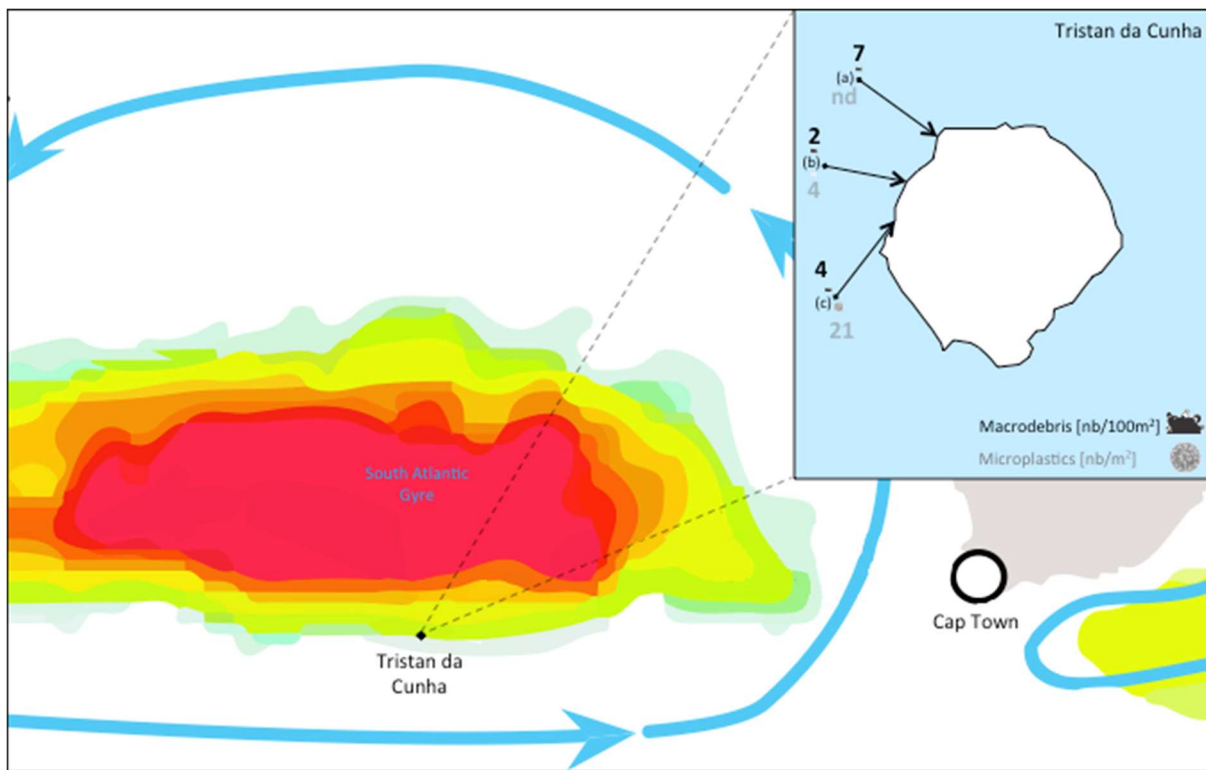 Tristan da Cunha
7
(a)
nd
2
(b)
4
4
(c)
21
Macrodebris [nb/100m²]
Microplastics [nb/m²]
South Atlantic
Gyre
Cap Town
Tristan da
Cunha